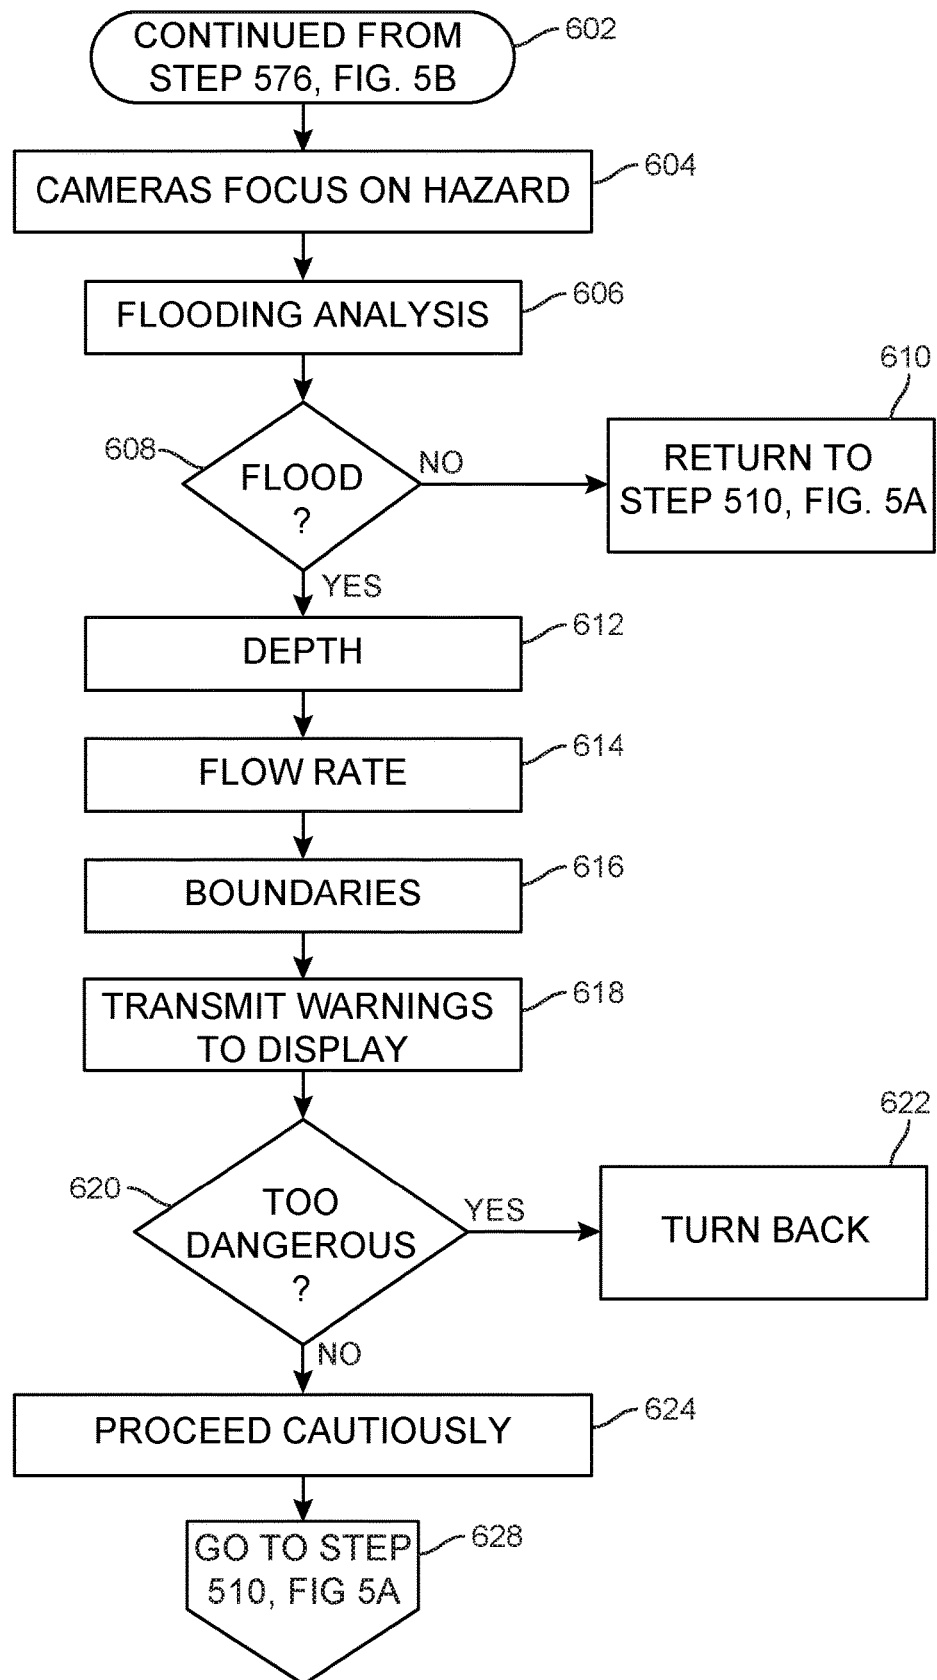 CONTINUED FROM
STEP 576, FIG. 5B
602
CAMERAS FOCUS ON HAZARD
604
FLOODING ANALYSIS
606
608
FLOOD
?
NO
610
RETURN TO
STEP 510, FIG. 5A
YES
DEPTH
612
FLOW RATE
614
BOUNDARIES
616
TRANSMIT WARNINGS
TO DISPLAY
618
620
TOO
DANGEROUS
?
YES
622
TURN BACK
NO
PROCEED CAUTIOUSLY
624
GO TO STEP
510, FIG 5A
628